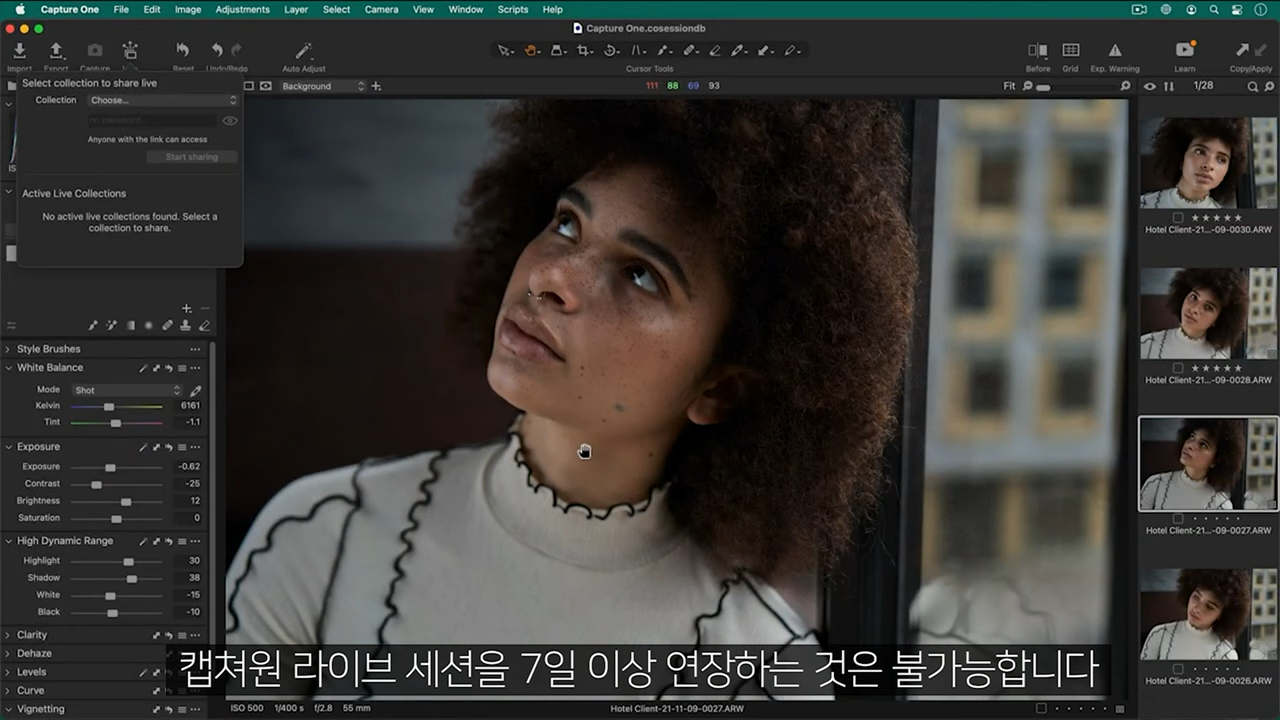 Capture One File Edit Image Adjustments Layer Select Camera View Window Scripts Help
Capture One.cosessiondb
Import Export Capture Reset Undo/Redo Auto Adjust Cursor Tools Before Grid Exp. Warning Learn Copy/Apply
Select collection to share live
Collection Choose...
no password
Anyone with the link can access
Start sharing
Active Live Collections
No active live collections found. Select a
collection to share.
Background
111 88 69 93
Fit
1/28
IS
Style Brushes
White Balance
Mode Shot
Kelvin 6161
Tint -1.1
Exposure
Exposure -0.62
Contrast -25
Brightness 12
Saturation 0
High Dynamic Range
Highlight 30
Shadow 38
White -15
Black -10
Clarity
Dehaze
Levels
Curve
Vignetting
Hotel Client-21...-09-0030.ARW
Hotel Client-21...-09-0028.ARW
Hotel Client-21...-09-0027.ARW
Hotel Client-21...-09-0026.ARW
캡쳐원 라이브 세션을 7일 이상 연장하는 것은 불가능합니다
ISO 500 1/400 s f/2.8 55 mm
Hotel Client-21-11-09-0027.ARW